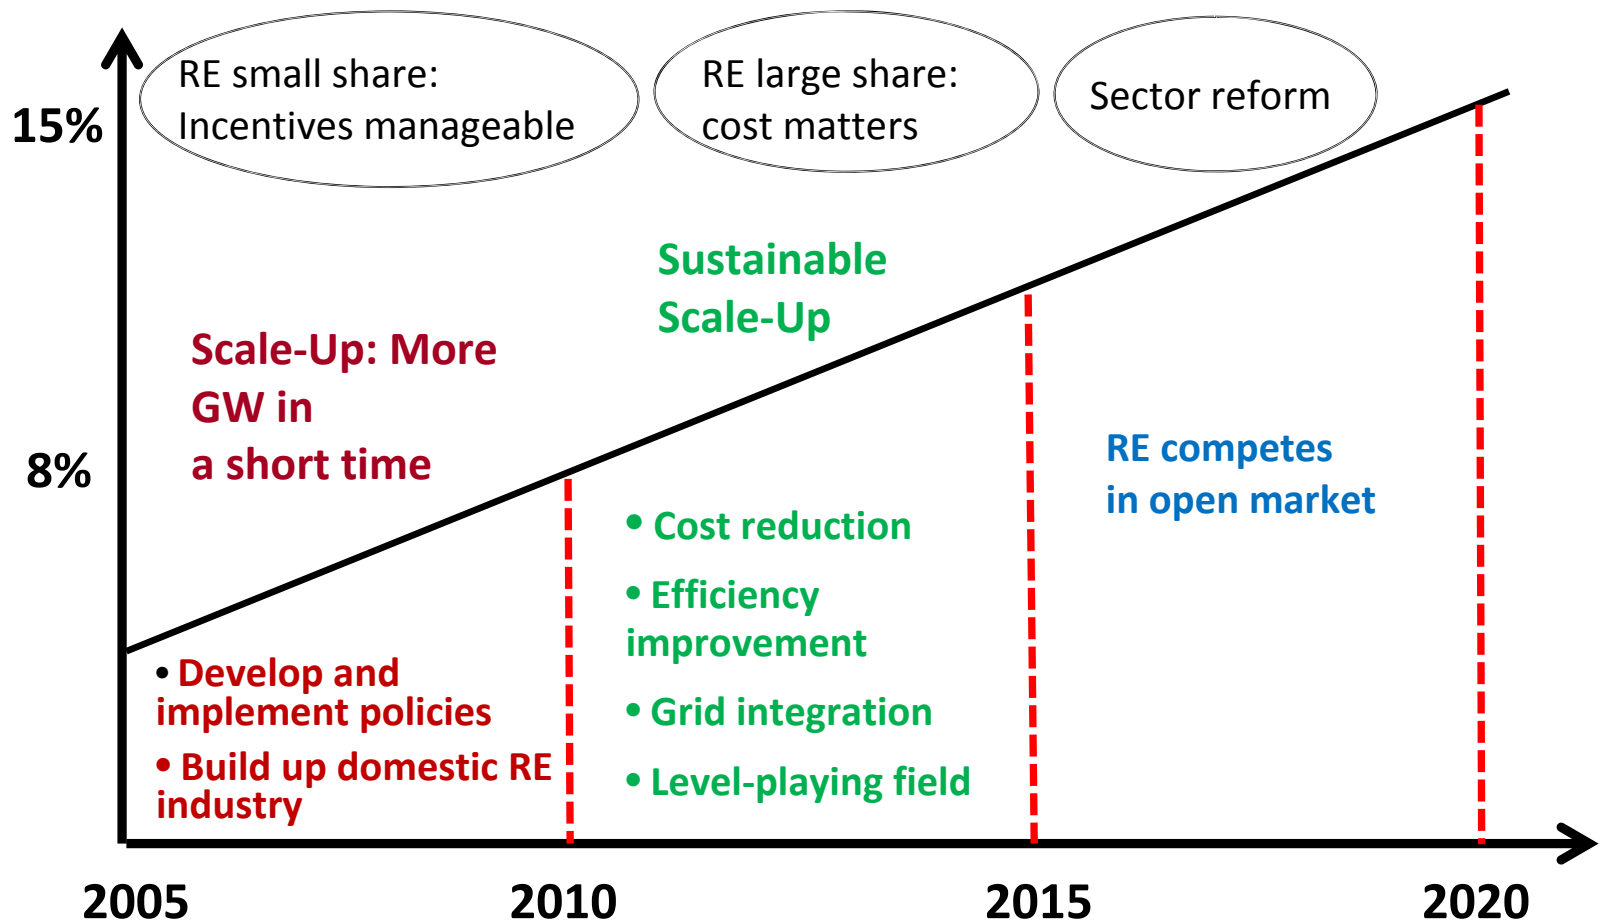 RE small share:
Incentives manageable
RE large share:
cost matters
Sector reform
15%
Sustainable
Scale-Up
Scale-Up: More
GW in
a short time
8%
RE competes
in open market
• Cost reduction
• Efficiency
improvement
• Grid integration
• Level-playing field
• Develop and
implement policies
• Build up domestic RE
industry
2005
2010
2015
2020